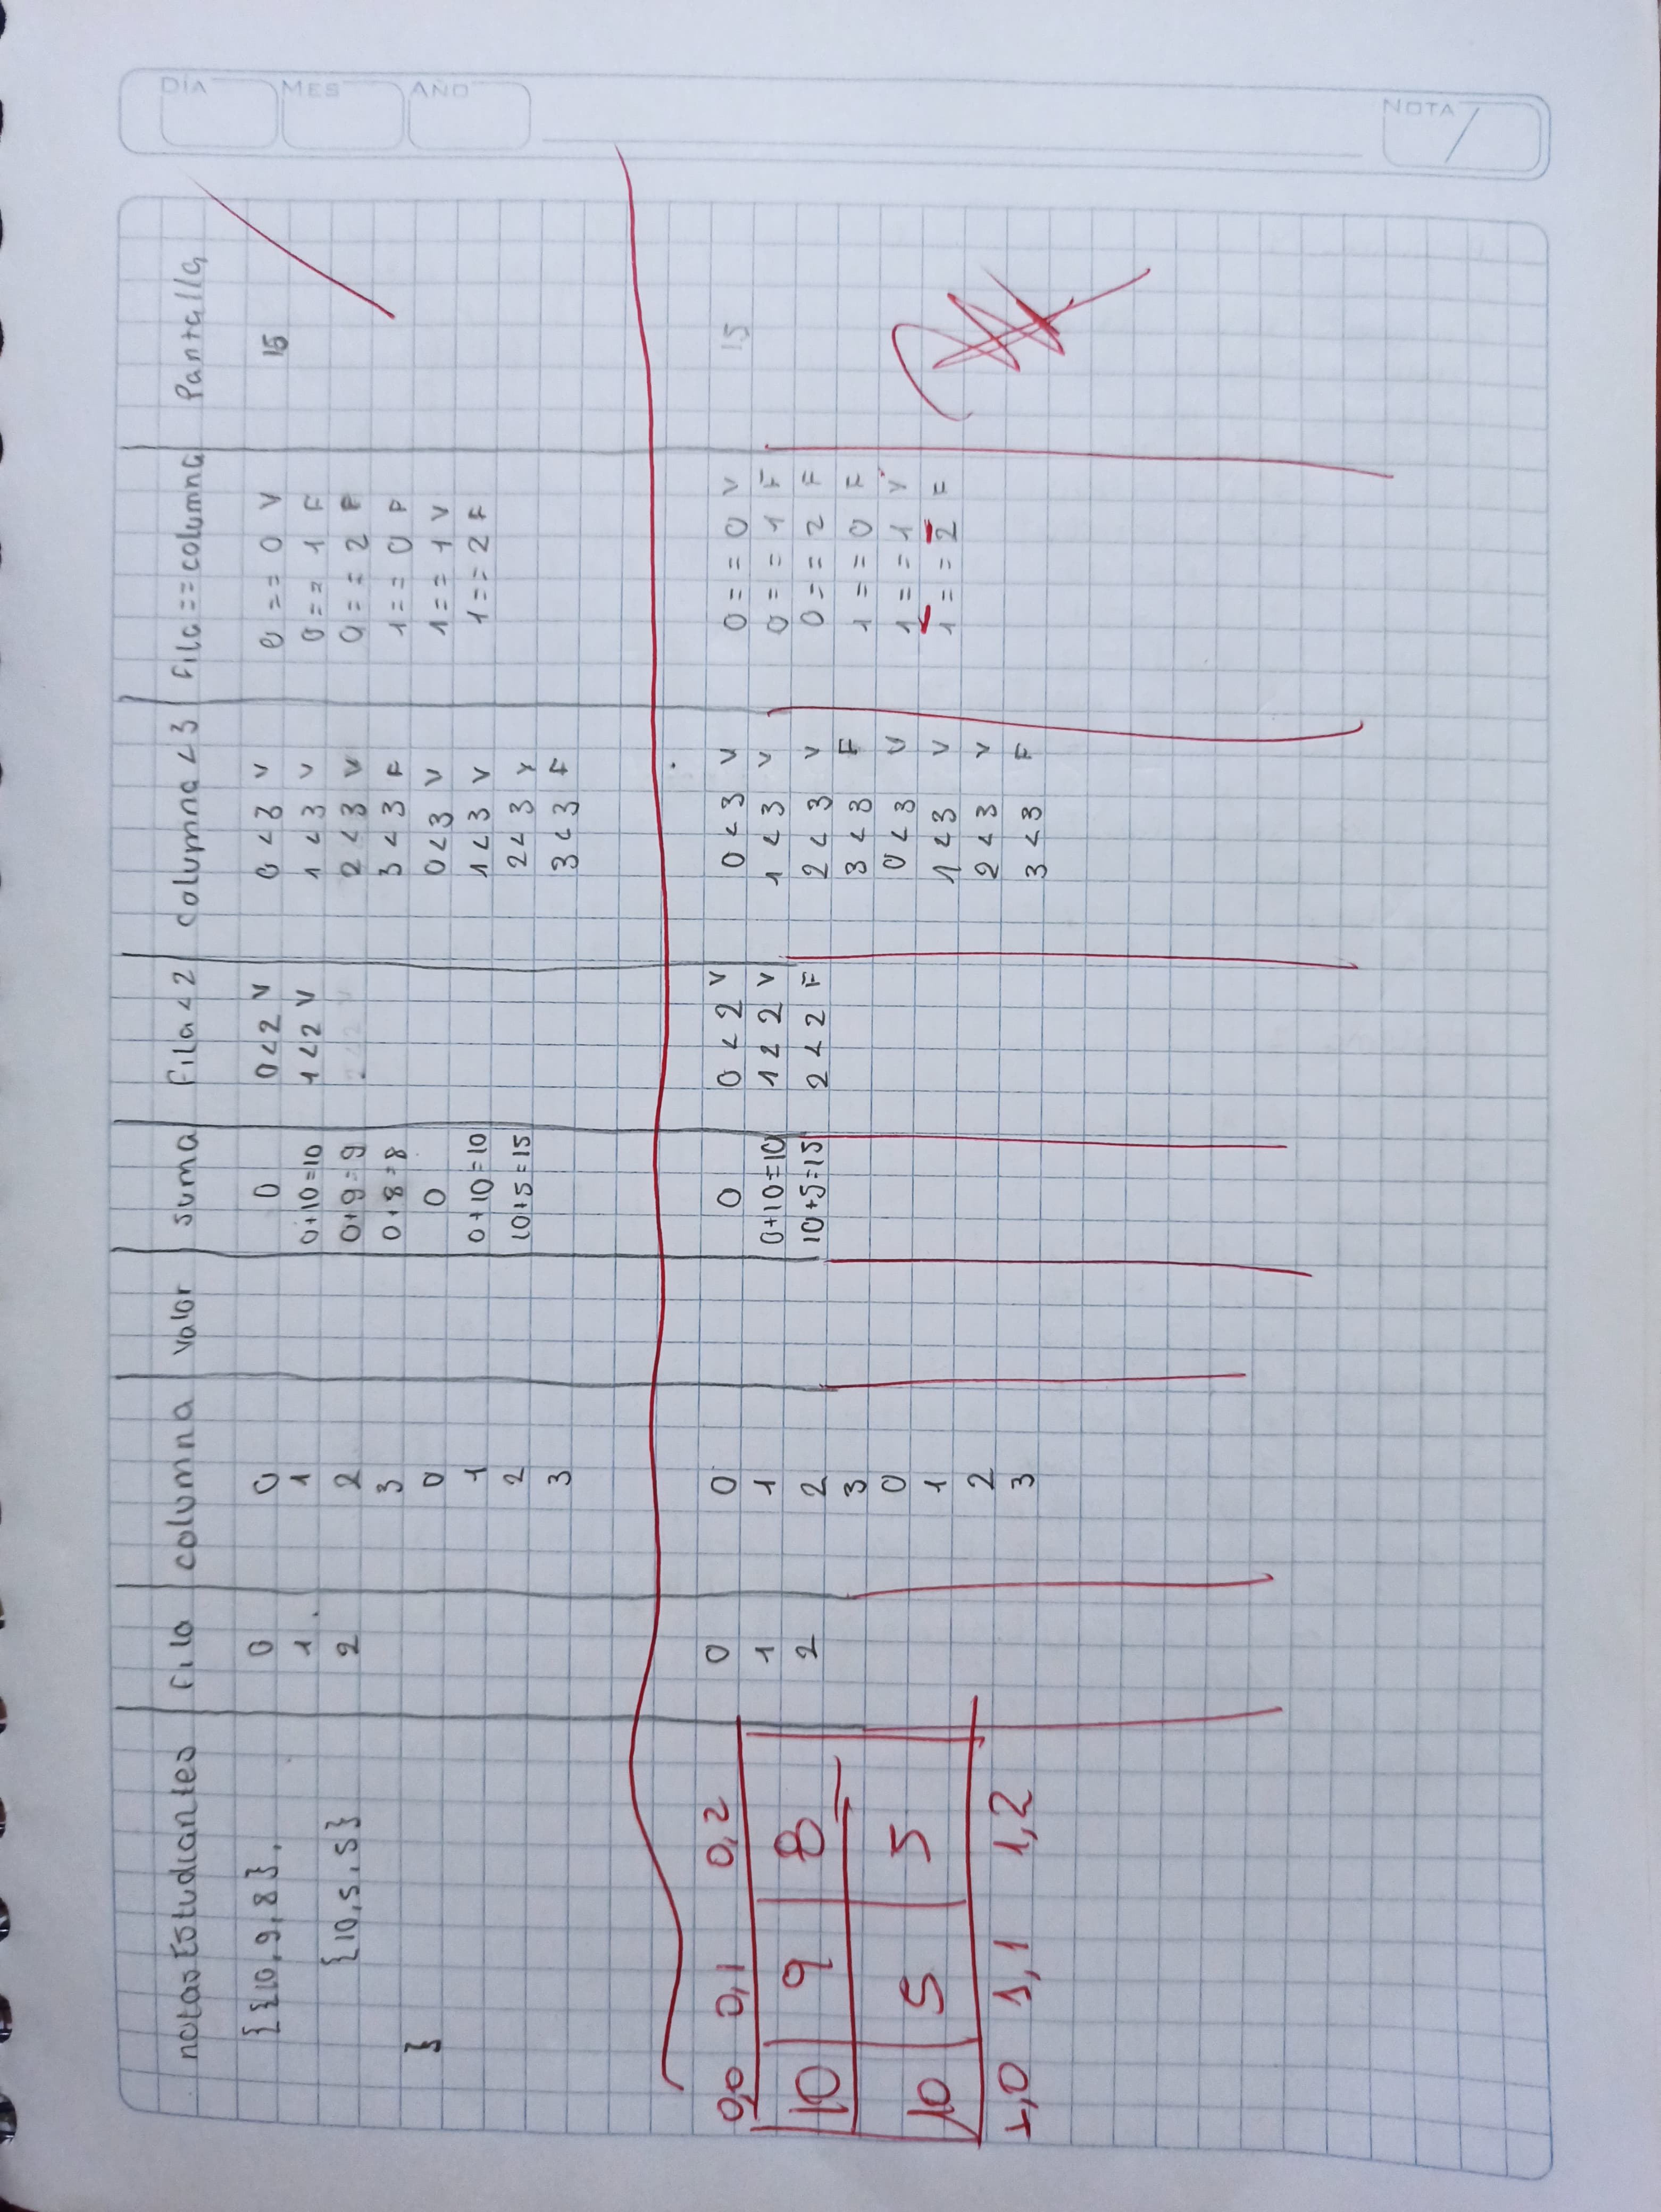 DÍA MES AÑO NOTA
notasEstudiantes Fila columna valor suma Fila<2 columna<3 Fila==columna Pantalla
{{10,9,8}, 0 0 0 0<2 V 0<3 V 0==0 V 15
1 1 0+10=10 1<2 V 1<3 V 0==1 F
{10,5,5} 2 2 0+9=9 2<3 V 0==2 F
3 0+8=8 3<3 F 1==0 F
} 0 0 0<3 V 1==1 V
1 0+10=10 1<3 V 1==2 F
2 10+5=15 2<3 V
3 3<3 F
0,0 0,1 0,2 0 0 0 0<2 V 0<3 V 0==0 V 15
10 9 8 1 1 0+10=10 1<2 V 1<3 V 0==1 F
2 2 10+5=15 2<2 F 2<3 V 0==2 F
3 3<3 F 1==0 F
10 5 5 0 0<3 V 1==1 V
1 1<3 V 1==2 F
2 2<3 V
1,0 1,1 1,2 3 3<3 F